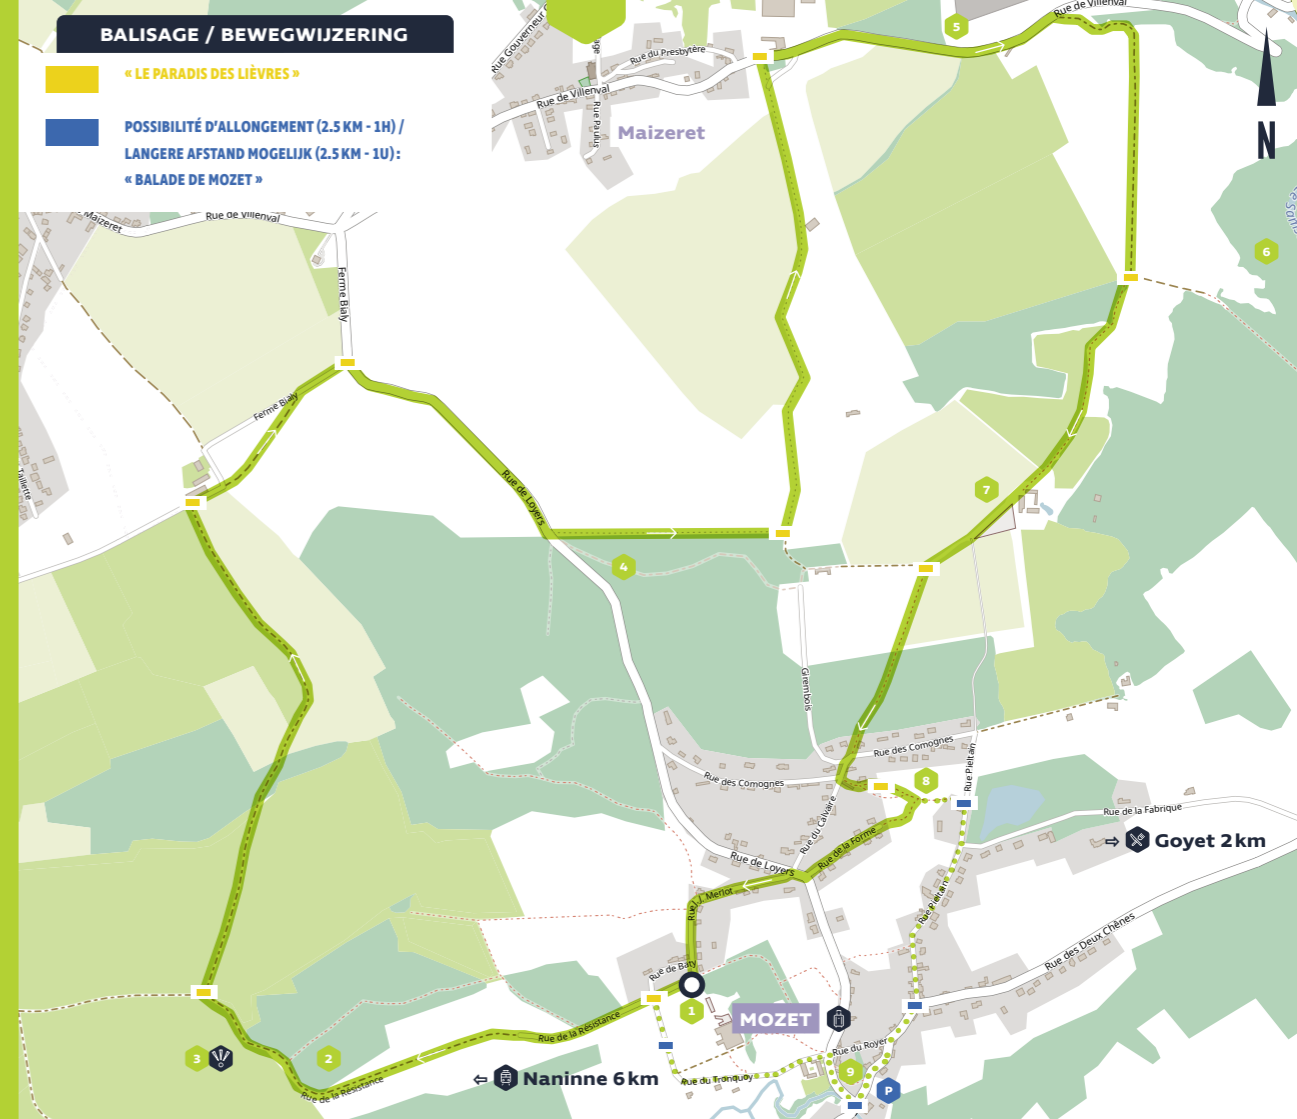 BALISAGE / BEWEGWIJZERING
« LE PARADIS DES LIÈVRES »
POSSIBILITÉ D'ALLONGEMENT (2.5 KM - 1H) /
LANGERE AFSTAND MOGELIJK (2.5 KM - 1U) :
« BALADE DE MOZET »
Rue Gouverneur
Rue du Presbytère
Rue de Villenval
Rue Paulus
Maizeret
5
Rue de Villenval
N
6
Maizeret
Rue de Villenval
Ferme Bialy
Ferme Bialy
Taillette
Rue de Loyers
4
7
Girembois
Rue des Comognes
Rue des Comognes
Rue Pieltain
8
Rue du Calvaire
Rue de la Forme
Rue de Loyers
Rue J. Merlot
Rue de la Fabrique
Goyet 2 km
Rue Pieltain
Rue des Deux Chênes
Rue de Baty
1
MOZET
Rue de la Résistance
3
2
Rue de la Résistance
Naninne 6 km
Rue du Tronquoy
Rue du Royer
9
P